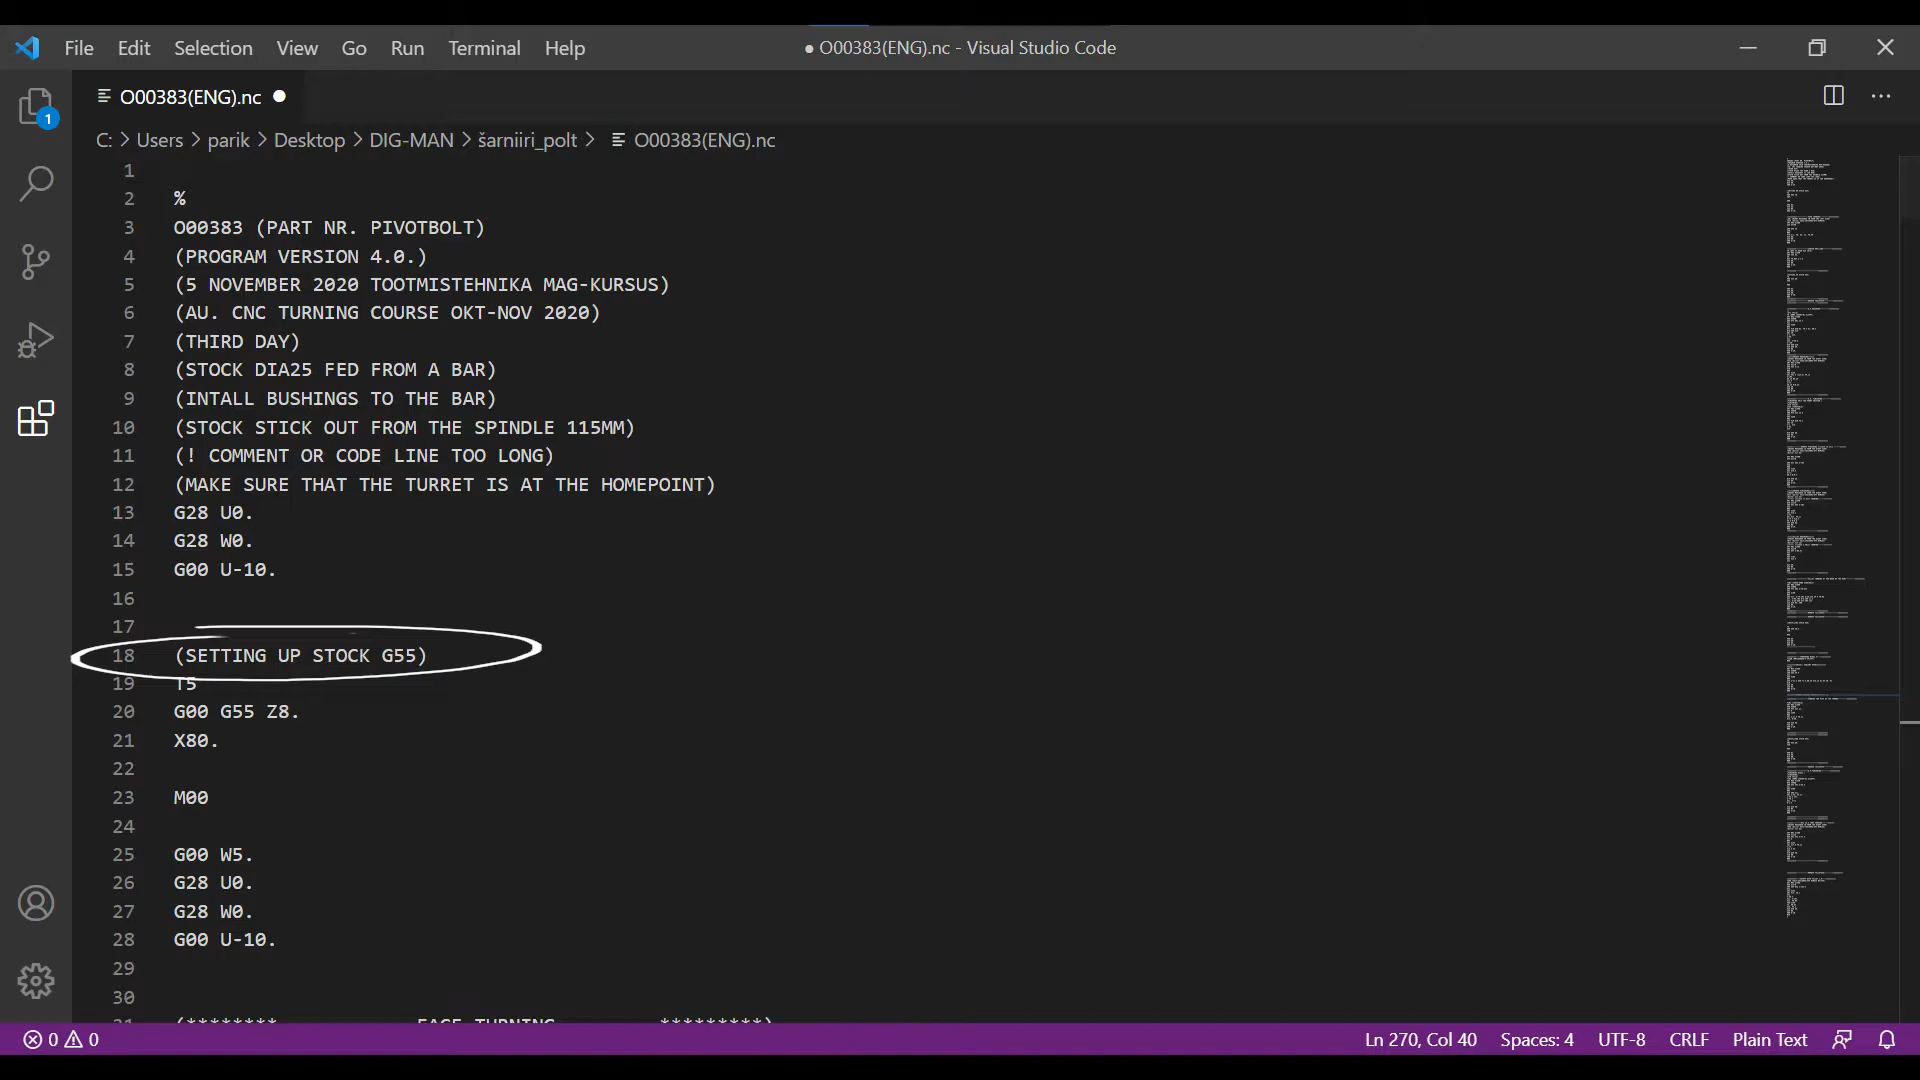 File Edit Selection View Go Run Terminal Help
● O00383(ENG).nc - Visual Studio Code
O00383(ENG).nc
C: > Users > parik > Desktop > DIG-MAN > šarniiri_polt > O00383(ENG).nc
1
1
2 %
3 O00383 (PART NR. PIVOTBOLT)
4 (PROGRAM VERSION 4.0.)
5 (5 NOVEMBER 2020 TOOTMISTEHNIKA MAG-KURSUS)
6 (AU. CNC TURNING COURSE OKT-NOV 2020)
7 (THIRD DAY)
8 (STOCK DIA25 FED FROM A BAR)
9 (INTALL BUSHINGS TO THE BAR)
10 (STOCK STICK OUT FROM THE SPINDLE 115MM)
11 (! COMMENT OR CODE LINE TOO LONG)
12 (MAKE SURE THAT THE TURRET IS AT THE HOMEPOINT)
13 G28 U0.
14 G28 W0.
15 G00 U-10.
16
17
18 (SETTING UP STOCK G55)
19 T5
20 G00 G55 Z8.
21 X80.
22
23 M00
24
25 G00 W5.
26 G28 U0.
27 G28 W0.
28 G00 U-10.
29
30
31 (******** FACE TURNING *********)
0 0 Ln 270, Col 40 Spaces: 4 UTF-8 CRLF Plain Text